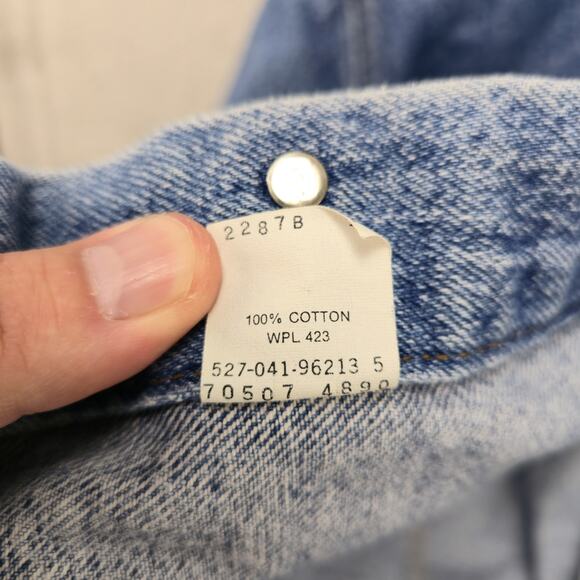 2287B
100% COTTON
WPL 423
527-041-96213 5
70507 4890